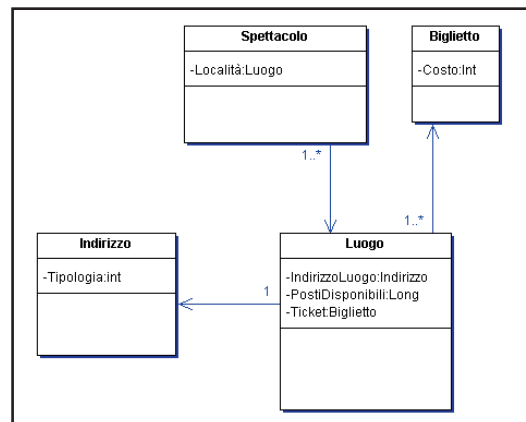 Spettacolo
-Località:Luogo
Biglietto
-Costo:Int
1..*
1..*
Indirizzo
-Tipologia:int
1
Luogo
-IndirizzoLuogo:Indirizzo
-PostiDisponibili:Long
-Ticket:Biglietto